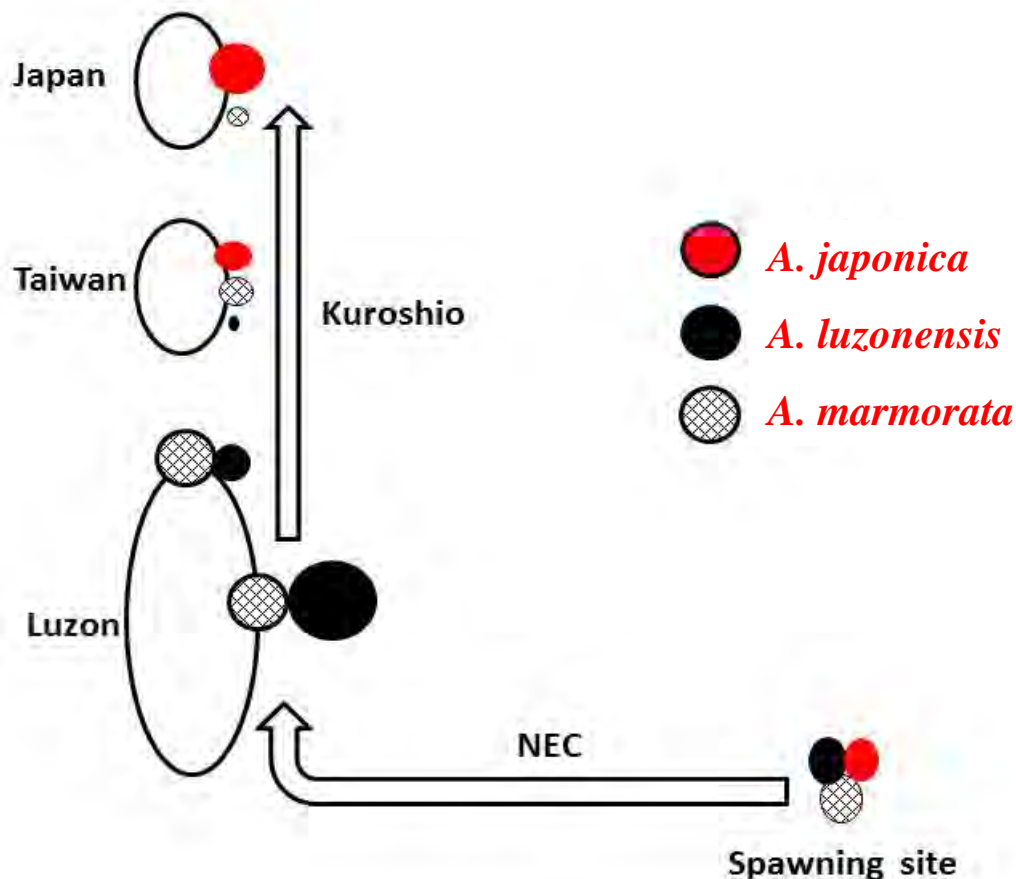 Japan
Taiwan
Kuroshio
A. japonica
A. luzonensis
A. marmorata
Luzon
NEC
Spawning site